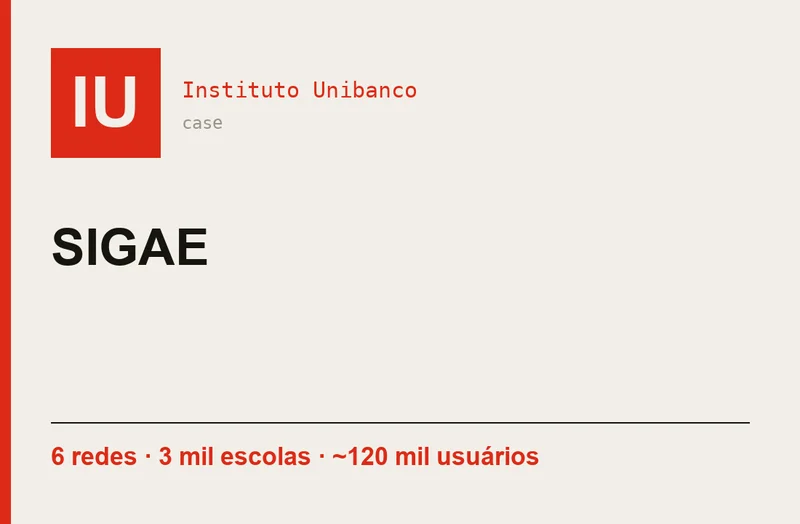 IU
Instituto Unibanco
case
SIGAE
6 redes · 3 mil escolas · ~120 mil usuários